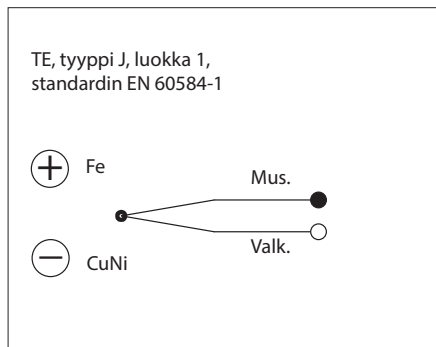 TE, tyyppi J, luokka 1,
standardin EN 60584-1
Fe
Mus.
Valk.
CuNi